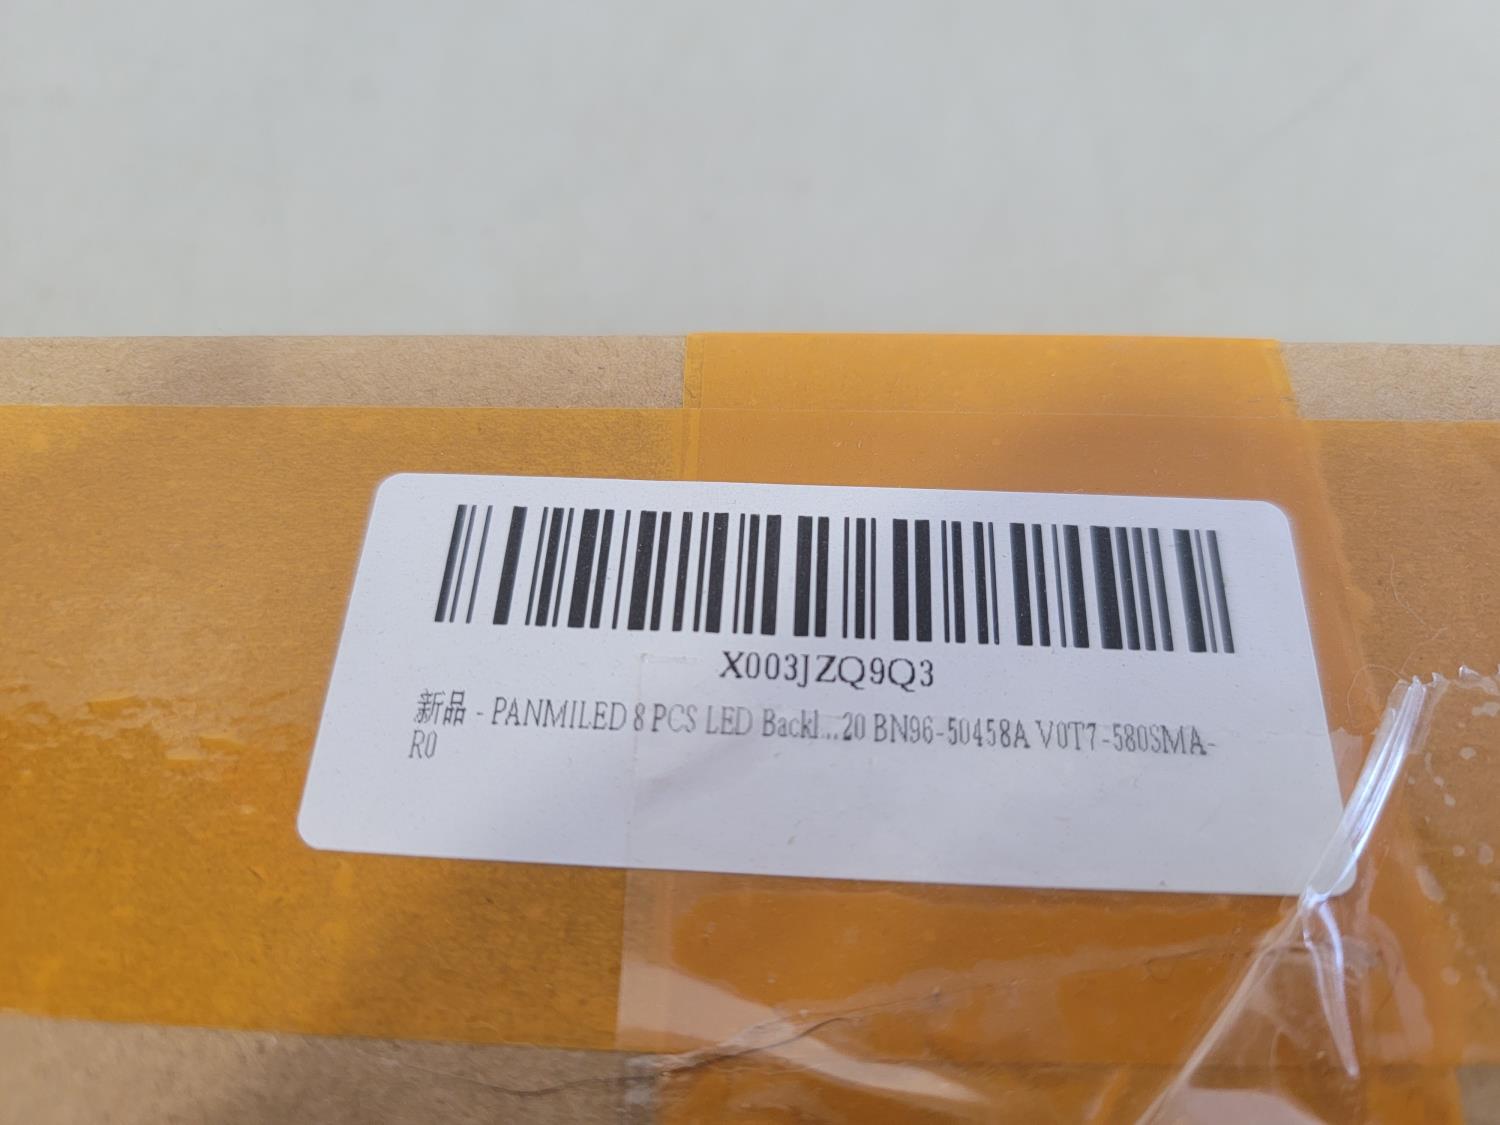 X003JZQ9Q3
新品 - PANMILED 8 PCS LED Backl...20 BN96-50458A V0T7-580SMA-
R0